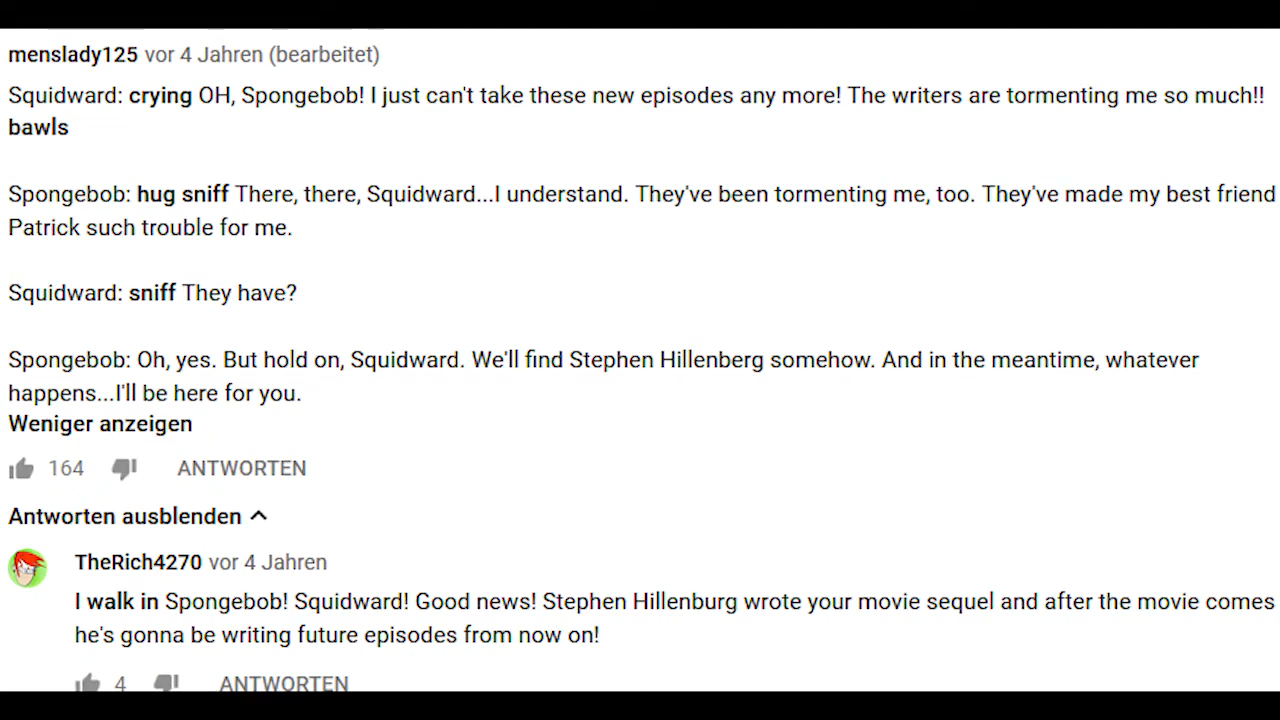 menslady125 vor 4 Jahren (bearbeitet)
Squidward: crying OH, Spongebob! I just can't take these new episodes any more! The writers are tormenting me so much!!
bawls
Spongebob: hug sniff There, there, Squidward...I understand. They've been tormenting me, too. They've made my best friend
Patrick such trouble for me.
Squidward: sniff They have?
Spongebob: Oh, yes. But hold on, Squidward. We'll find Stephen Hillenberg somehow. And in the meantime, whatever
happens...I'll be here for you.
Weniger anzeigen
164 ANTWORTEN
Antworten ausblenden
TheRich4270 vor 4 Jahren
I walk in Spongebob! Squidward! Good news! Stephen Hillenburg wrote your movie sequel and after the movie comes
he's gonna be writing future episodes from now on!
4 ANTWORTEN